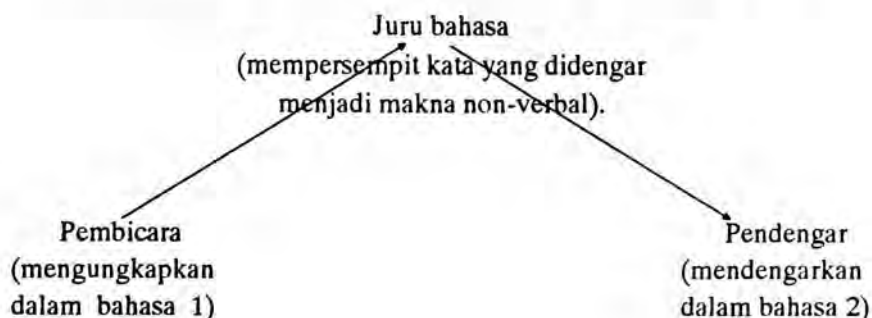 Juru bahasa
(mempersempit kata yang didengar
menjadi makna non-verbal).
Pembicara
(mengungkapkan
dalam bahasa 1)
Pendengar
(mendengarkan
dalam bahasa 2)